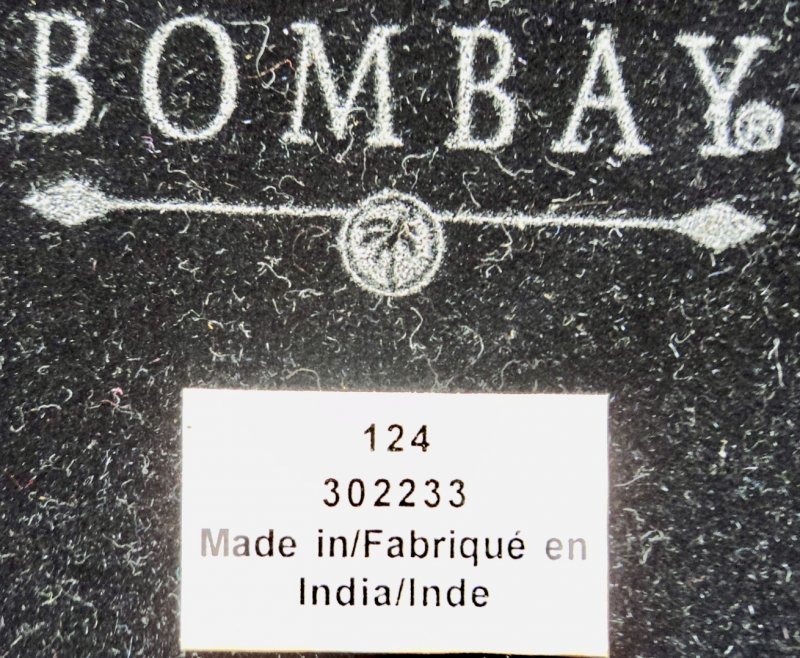 BOMBAY
124
302233
Made in/Fabriqué en
India/Inde